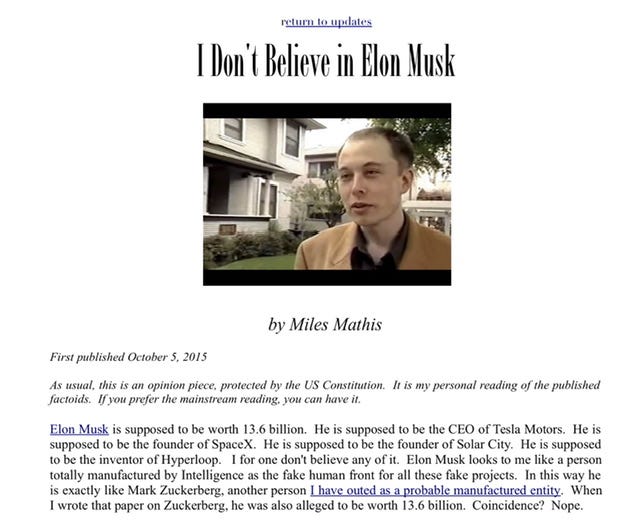 return to updates
I Don't Believe in Elon Musk
by Miles Mathis
First published October 5, 2015
As usual, this is an opinion piece, protected by the US Constitution. It is my personal reading of the published
factoids. If you prefer the mainstream reading, you can have it.
Elon Musk is supposed to be worth 13.6 billion. He is supposed to be the CEO of Tesla Motors. He is
supposed to be the founder of SpaceX. He is supposed to be the founder of Solar City. He is supposed
to be the inventor of Hyperloop. I for one don't believe any of it. Elon Musk looks to me like a person
totally manufactured by Intelligence as the fake human front for all these fake projects. In this way he
is exactly like Mark Zuckerberg, another person I have outed as a probable manufactured entity. When
I wrote that paper on Zuckerberg, he was also alleged to be worth 13.6 billion. Coincidence? Nope.